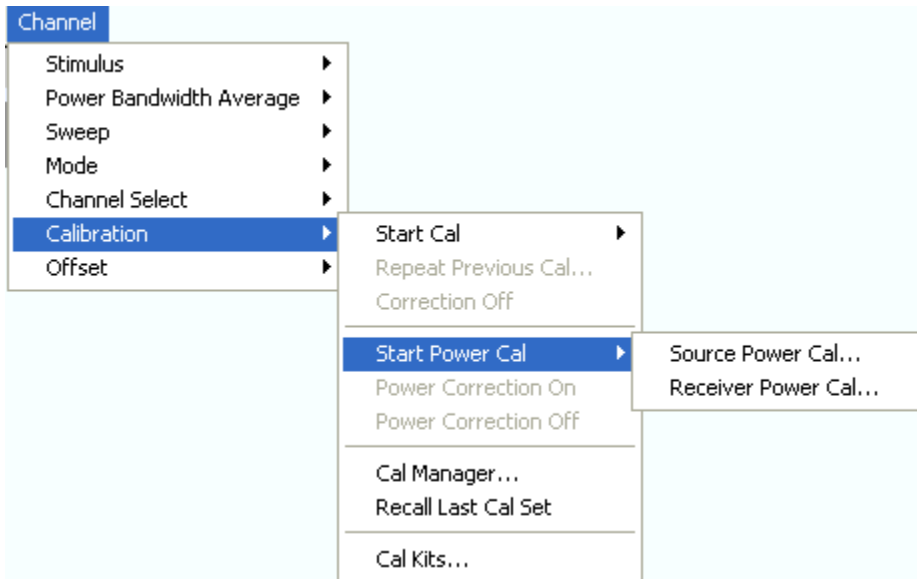 Channel
Stimulus
Power Bandwidth Average
Sweep
Mode
Channel Select
Calibration
Offset
Start Cal
Repeat Previous Cal...
Correction Off
Start Power Cal
Power Correction On
Power Correction Off
Cal Manager...
Recall Last Cal Set
Cal Kits...
Source Power Cal...
Receiver Power Cal...